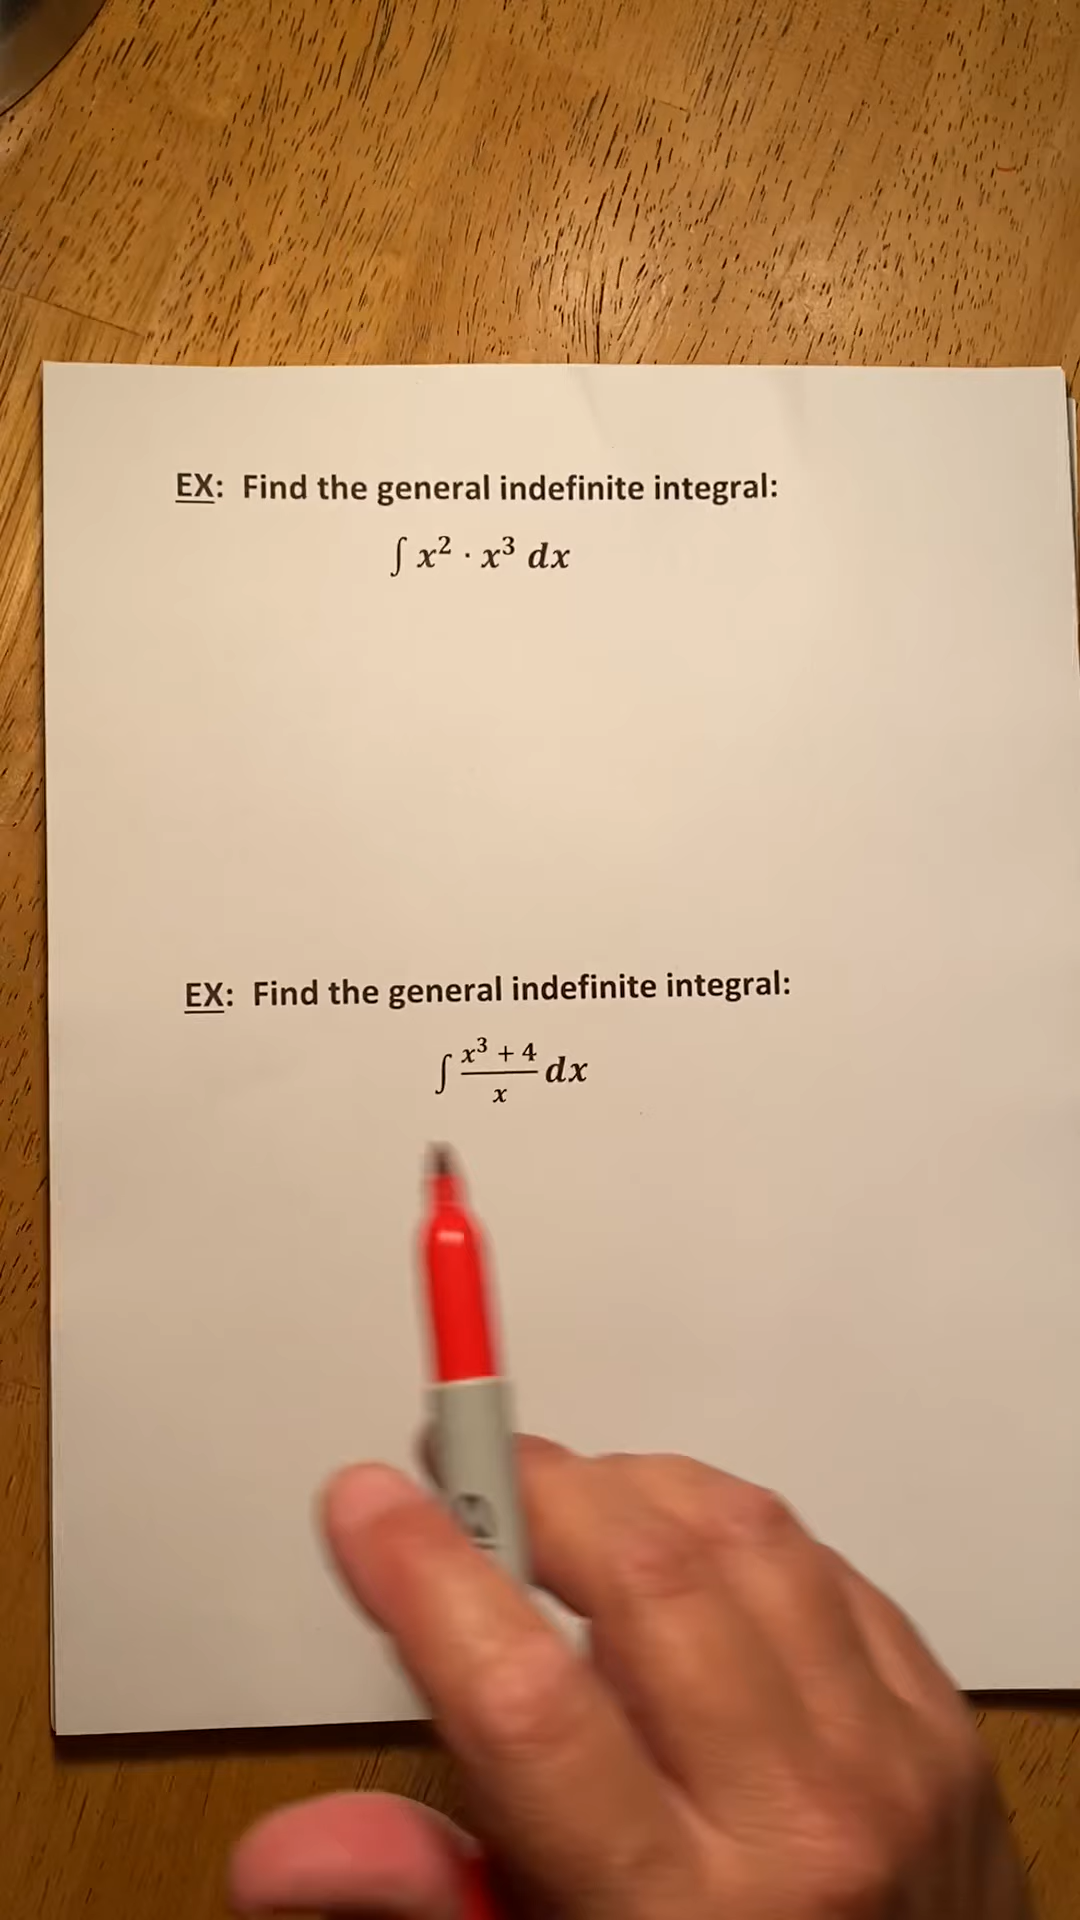 EX: Find the general indefinite integral:
∫ x² · x³ dx
EX: Find the general indefinite integral:
∫ (x³ + 4)/x dx